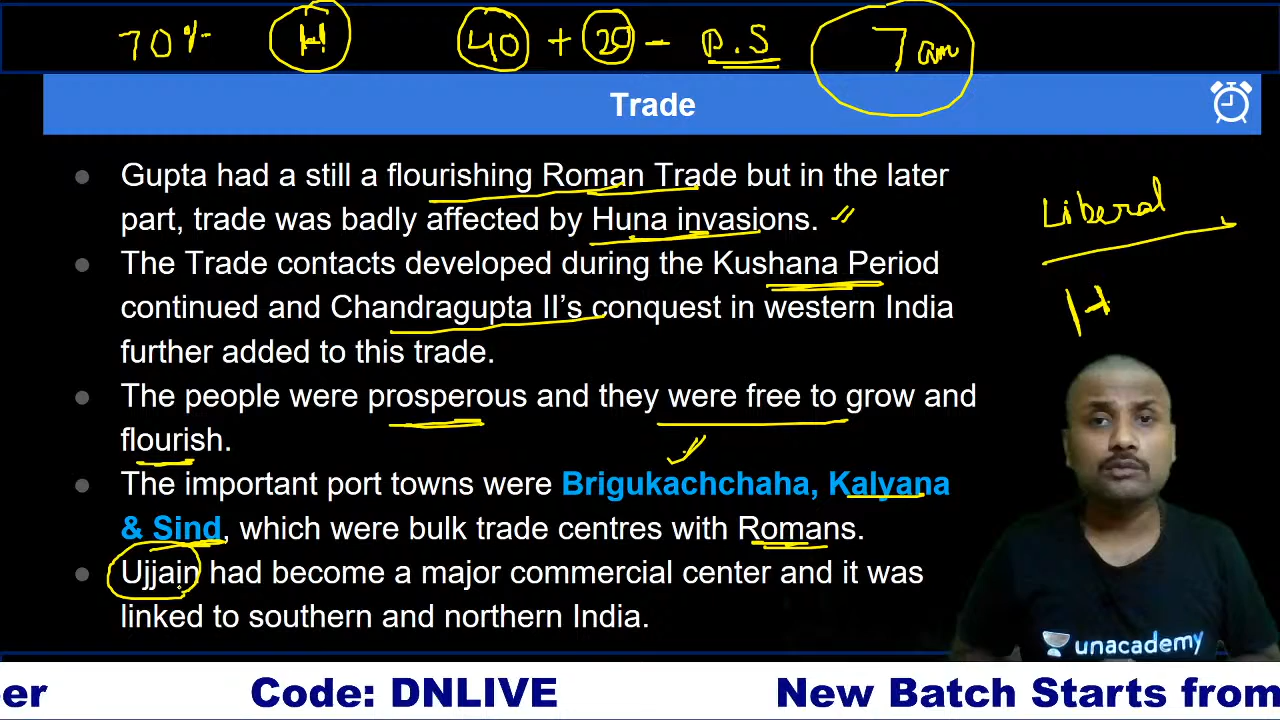 70% H 40 + 20 - P.S 7 am
Trade
Gupta had a still a flourishing Roman Trade but in the later
part, trade was badly affected by Huna invasions.
The Trade contacts developed during the Kushana Period
continued and Chandragupta II's conquest in western India
further added to this trade.
The people were prosperous and they were free to grow and
flourish.
The important port towns were Brigukachchaha, Kalyana
& Sind, which were bulk trade centres with Romans.
Ujjain had become a major commercial center and it was
linked to southern and northern India.
Liberal
unacademy
er Code: DNLIVE New Batch Starts from